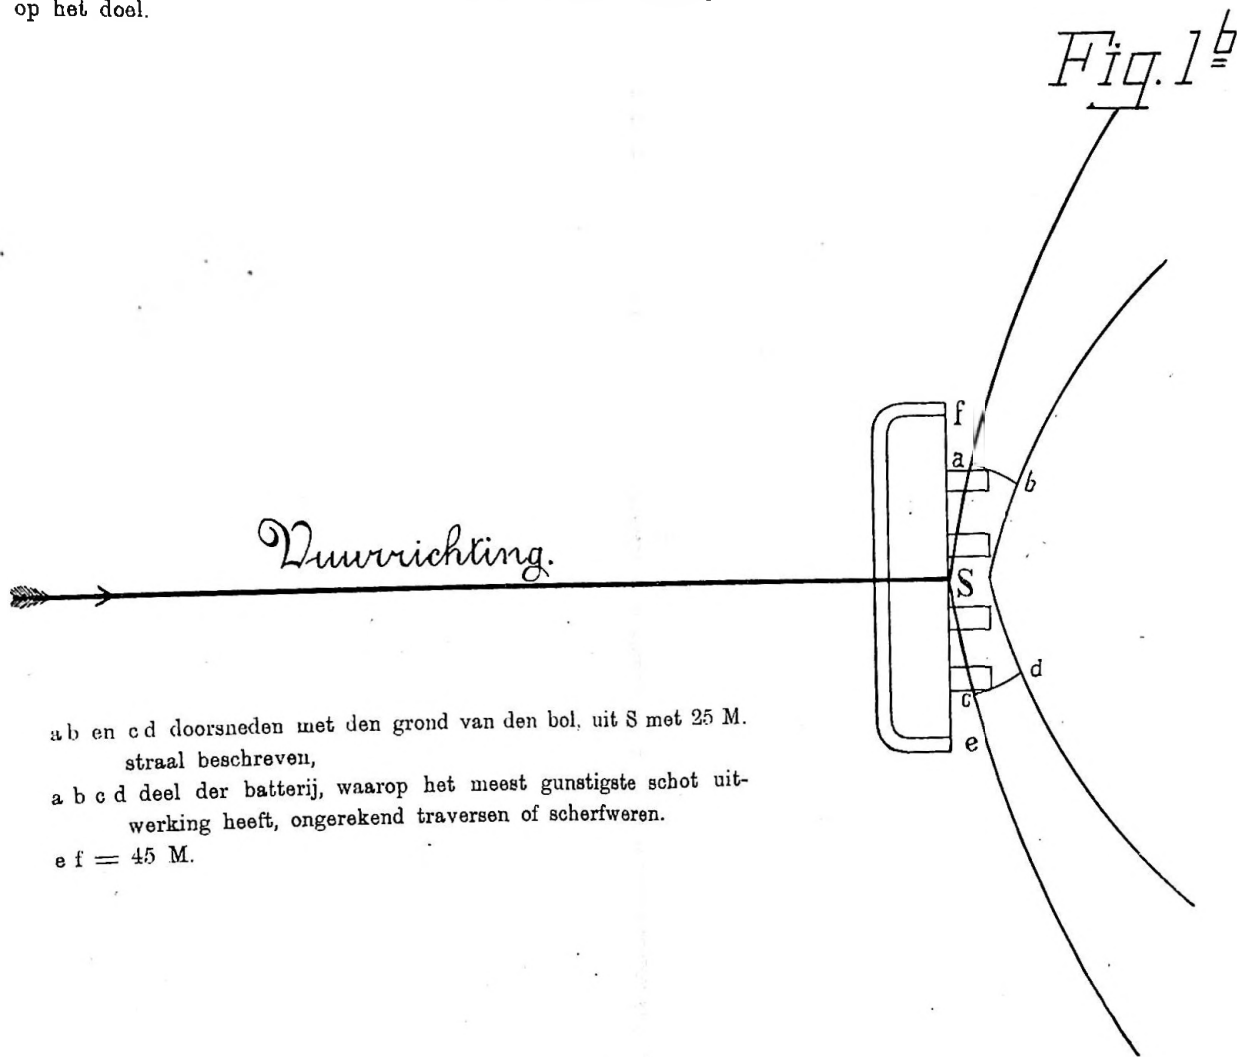 op het doel.
Fig. 1b
f
a
b
Vuurrichting.
S
d
c
e
ab en cd doorsneden met den grond van den bol, uit S met 25 M.
straal beschreven,
a b c d deel der batterij, waarop het meest gunstigste schot uit-
werking heeft, ongerekend traversen of scherfweren.
e f = 45 M.